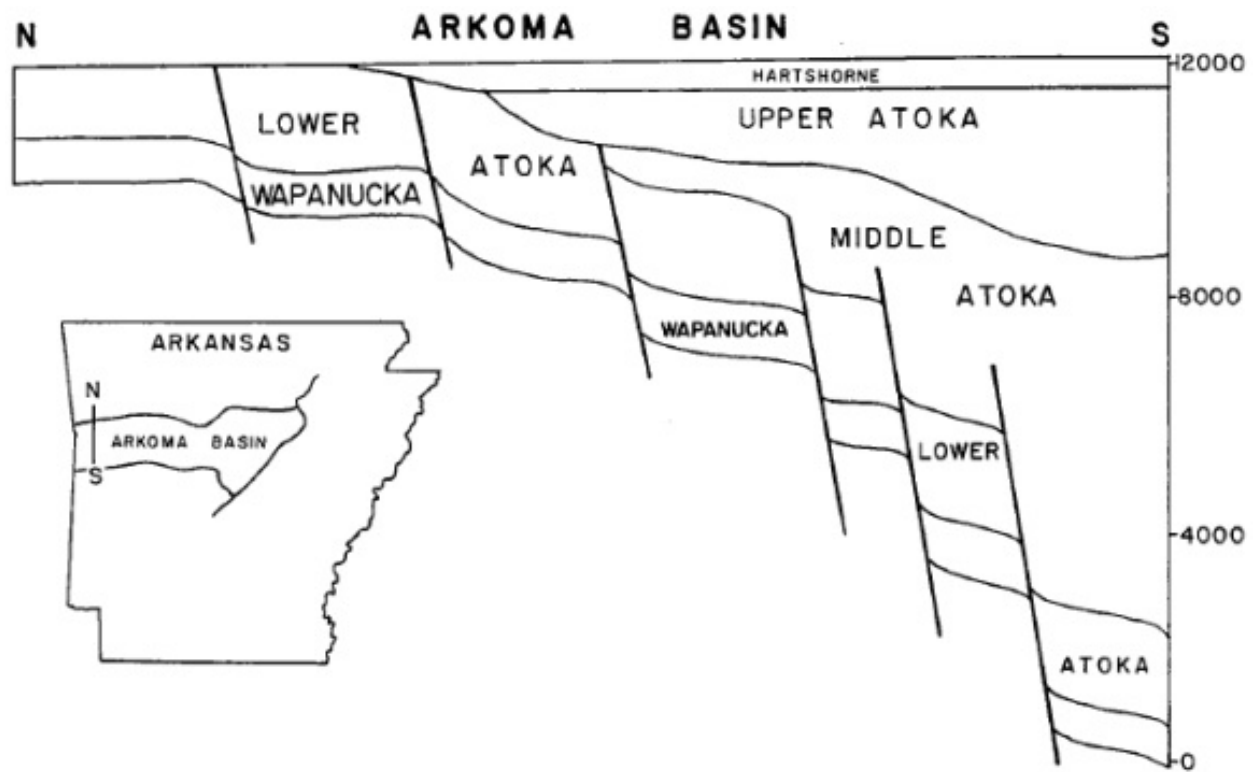 ARKOMA BASIN
N
S
12000
HARTSHORNE
UPPER ATOKA
LOWER
ATOKA
WAPANUCKA
MIDDLE
ATOKA
8000
WAPANUCKA
ARKANSAS
N
ARKOMA BASIN
S
LOWER
4000
ATOKA
0